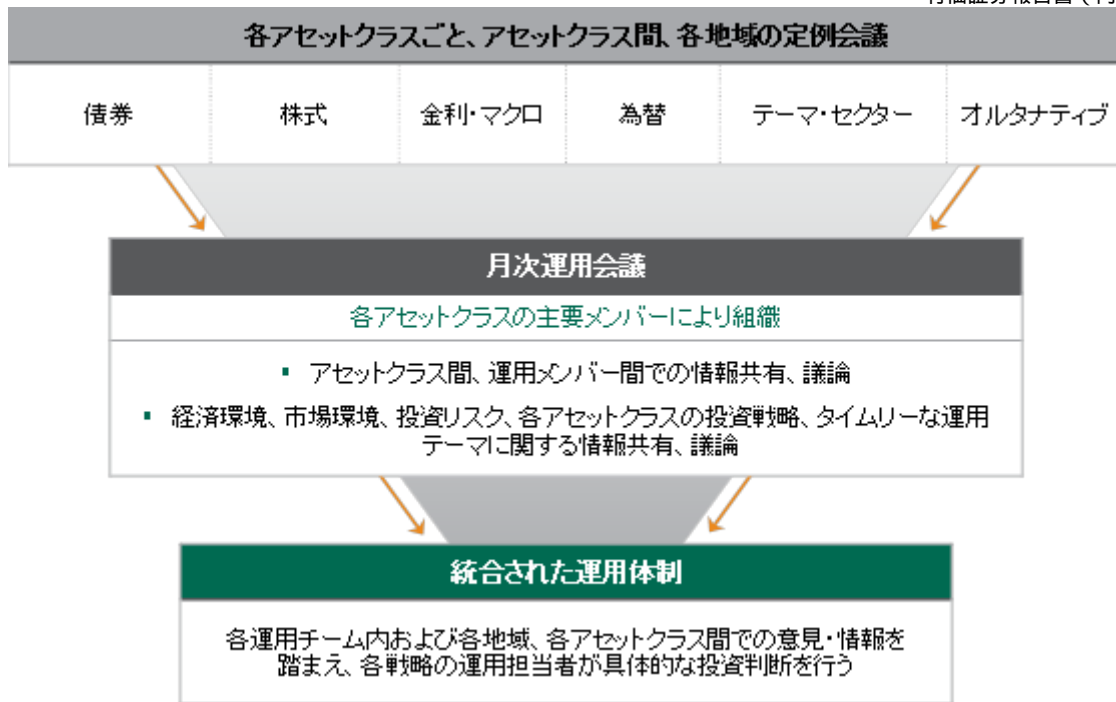 各アセットクラスごと、アセットクラス間、各地域の定例会議
債券 株式 金利・マクロ 為替 テーマ・セクター オルタナティブ
月次運用会議
各アセットクラスの主要メンバーにより組織
▪ アセットクラス間、運用メンバー間での情報共有、議論
▪ 経済環境、市場環境、投資リスク、各アセットクラスの投資戦略、タイムリーな運用
テーマに関する情報共有、議論
統合された運用体制
各運用チーム内および各地域、各アセットクラス間での意見・情報を
踏まえ、各戦略の運用担当者が具体的な投資判断を行う